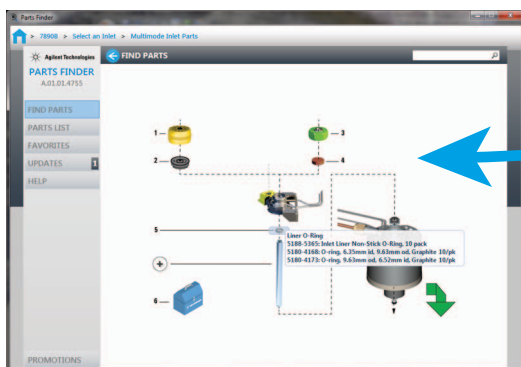 Parts Finder
> 7890B > Select an Inlet > Multimode Inlet Parts
Agilent Technologies
FIND PARTS
PARTS FINDER
A.01.01.4755
FIND PARTS
PARTS LIST
FAVORITES
UPDATES 1
HELP
PROMOTIONS
1
2
3
4
5
6
Liner O-Ring
5188-5365: Inlet Liner Non-Stick O-Ring, 10 pack
5180-4168: O-ring, 6.35mm id, 9.63mm od, Graphite 10/pk
5180-4173: O-ring, 9.63mm od, 6.52mm id, Graphite 10/pk